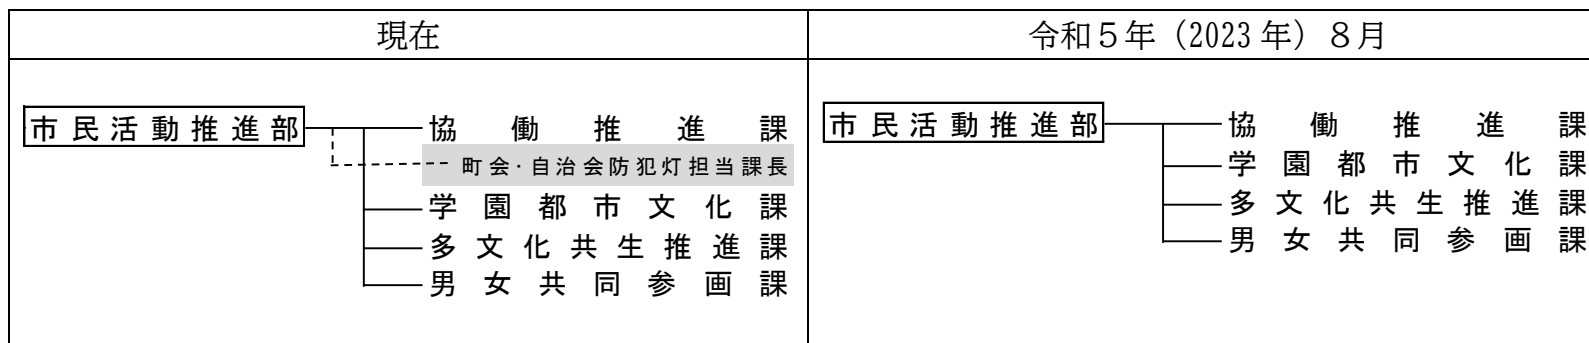 現在
令和５年（2023年）８月
市民活動推進部
協働推進課
町会・自治会防犯灯担当課長
学園都市文化課
多文化共生推進課
男女共同参画課
市民活動推進部
協働推進課
学園都市文化課
多文化共生推進課
男女共同参画課